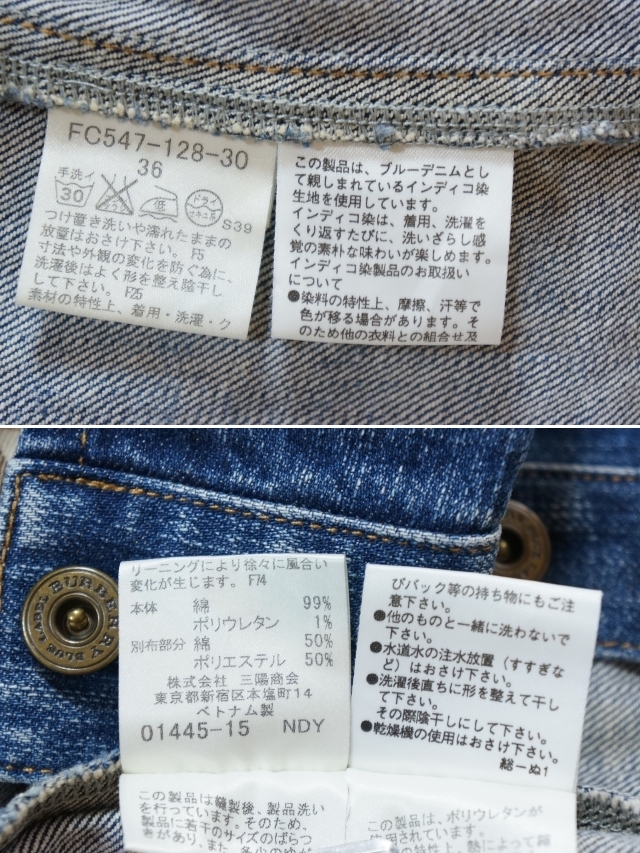 FC547-128-30
36
手洗イ
30
低
ドライ
S39
つけ置き洗いや濡れたままの
放置はおさけ下さい。 F5
寸法や外観の変化を防ぐ為に、
洗濯後はよく形を整え陰干し
して下さい。 F25
素材の特性上、着用・洗濯・ク
この製品は、ブルーデニムとし
て親しまれているインディコ染
生地を使用しています。
インディコ染は、着用、洗濯を
くり返すたびに、洗いざらし感
覚の素朴な味わいが楽しめます。
インディコ染製品のお取扱い
について
●染料の特性上、摩擦、汗等で
色が移る場合があります。そ
のため他の衣料との組合せ及
BURBERRY
BLUE LABEL
リーニングにより徐々に風合い
変化が生じます。 F74
本体 綿 99%
ポリウレタン 1%
別布部分 綿 50%
ポリエステル 50%
株式会社 三陽商会
東京都新宿区本塩町14
ベトナム製
01445-15 NDY
びバック等の持ち物にもご注
意下さい。
●他のものと一緒に洗わないで
下さい。
●水道水の注水放置(すすぎな
ど)はおさけ下さい。
●洗濯後直ちに形を整えて干し
て下さい。
その際陰干しにして下さい。
●乾燥機の使用はおさけ下さい。
総一ぬ1
この製品は縫製後、製品洗い
を行っています。そのため、
製品に若干のサイズのばらつ
きがあり、また、多少のゆが
この製品は、ポリウレタンが
使用されています。